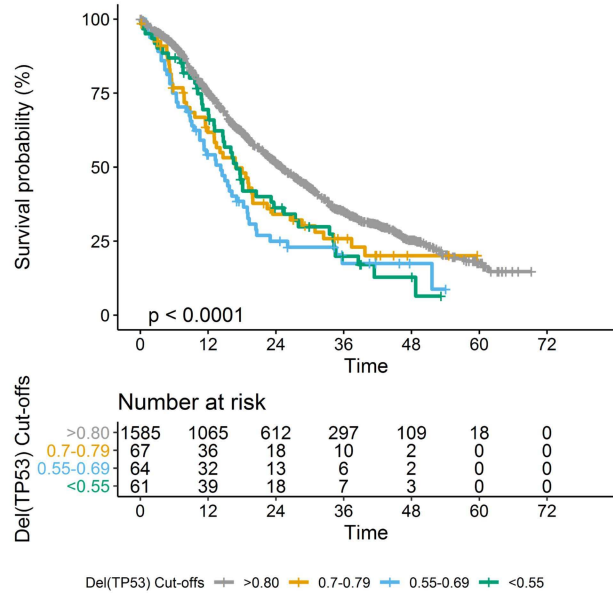 Survival probability (%)
100
75
50
25
0
p < 0.0001
0 12 24 36 48 60 72
Time
Number at risk
Del(TP53) Cut-offs
>0.80 1585 1065 612 297 109 18 0
0.7-0.79 67 36 18 10 2 0 0
0.55-0.69 64 32 13 6 2 0 0
<0.55 61 39 18 7 3 0 0
0 12 24 36 48 60 72
Time
Del(TP53) Cut-offs >0.80 0.7-0.79 0.55-0.69 <0.55